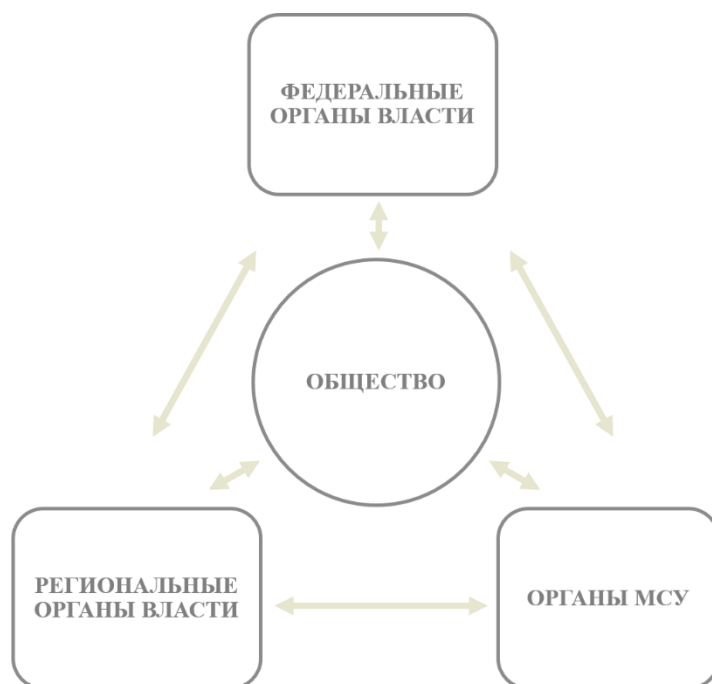 ФЕДЕРАЛЬНЫЕ
ОРГАНЫ ВЛАСТИ
ОБЩЕСТВО
РЕГИОНАЛЬНЫЕ
ОРГАНЫ ВЛАСТИ
ОРГАНЫ МСУ